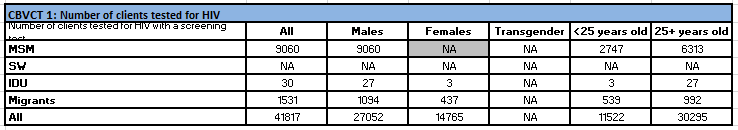 CBVCT 1: Number of clients tested for HIV
Number of clients tested for HIV with a screening All Males Females Transgender <25 years old 25+ years old
MSM 9060 9060 NA NA 2747 6313
SW NA NA NA NA NA NA
IDU 30 27 3 NA 3 27
Migrants 1531 1094 437 NA 539 992
All 41817 27052 14765 NA 11522 30295